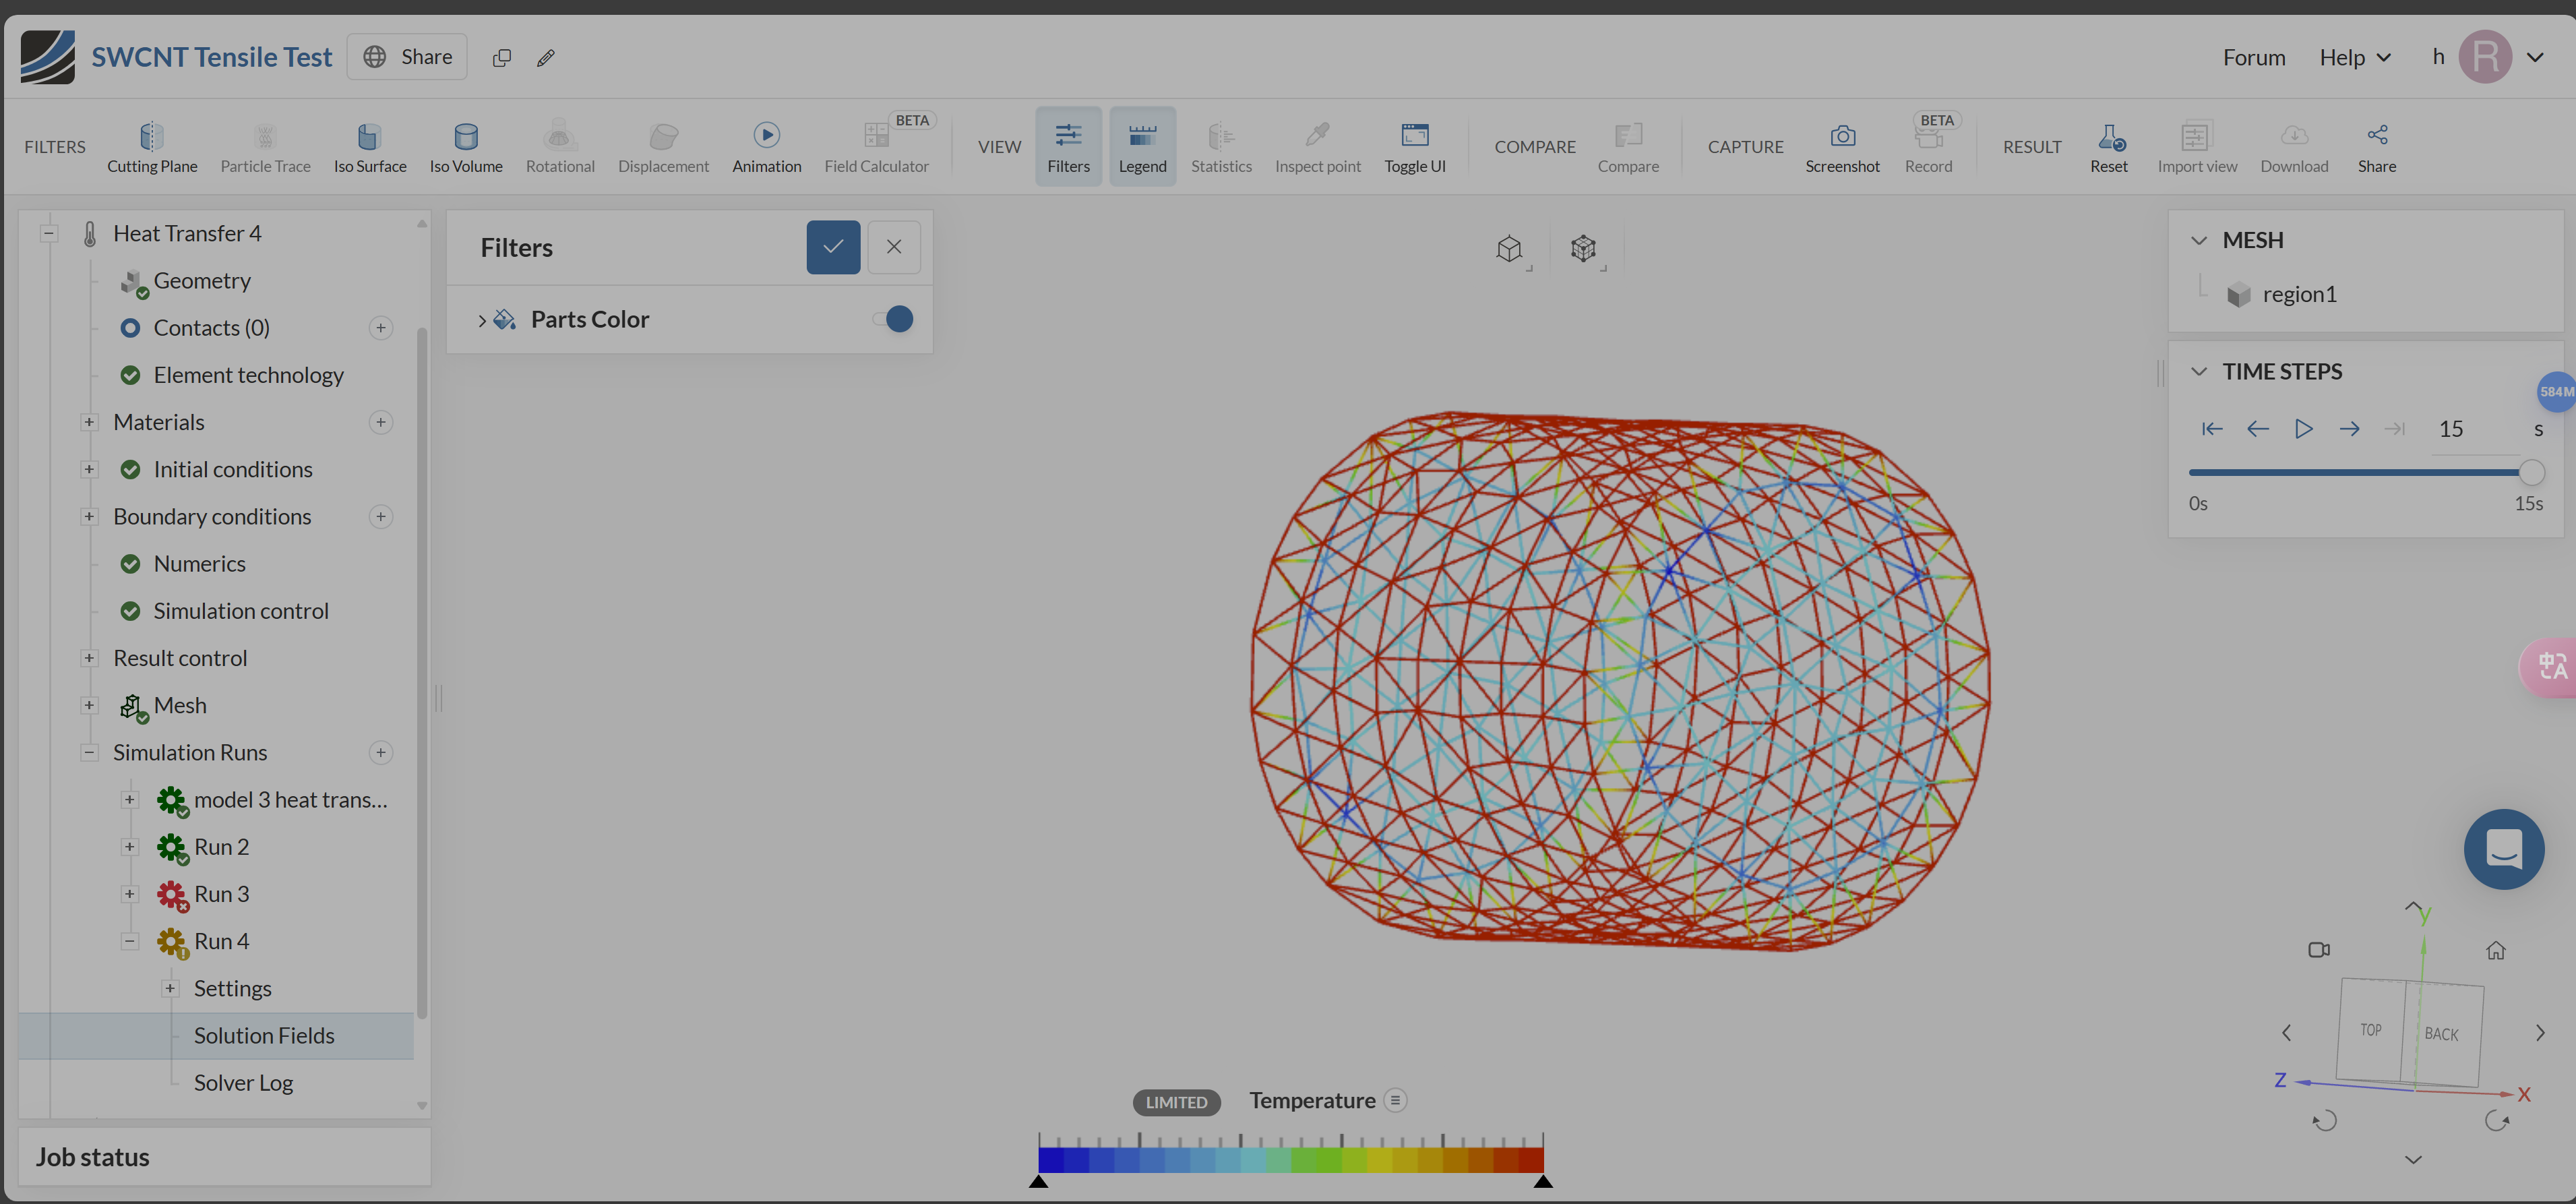 SWCNT Tensile Test
Share
Forum
Help
h
R
FILTERS
Cutting Plane
Particle Trace
Iso Surface
Iso Volume
Rotational
Displacement
Animation
BETA
Field Calculator
VIEW
Filters
Legend
Statistics
Inspect point
Toggle UI
COMPARE
Compare
CAPTURE
Screenshot
BETA
Record
RESULT
Reset
Import view
Download
Share
Heat Transfer 4
Geometry
Contacts (0)
Element technology
Materials
Initial conditions
Boundary conditions
Numerics
Simulation control
Result control
Mesh
Simulation Runs
model 3 heat trans...
Run 2
Run 3
Run 4
Settings
Solution Fields
Solver Log
Job status
Filters
Parts Color
MESH
region1
TIME STEPS
584M
15 s
0s 15s
中A
y
TOP
BACK
Z
X
LIMITED
Temperature